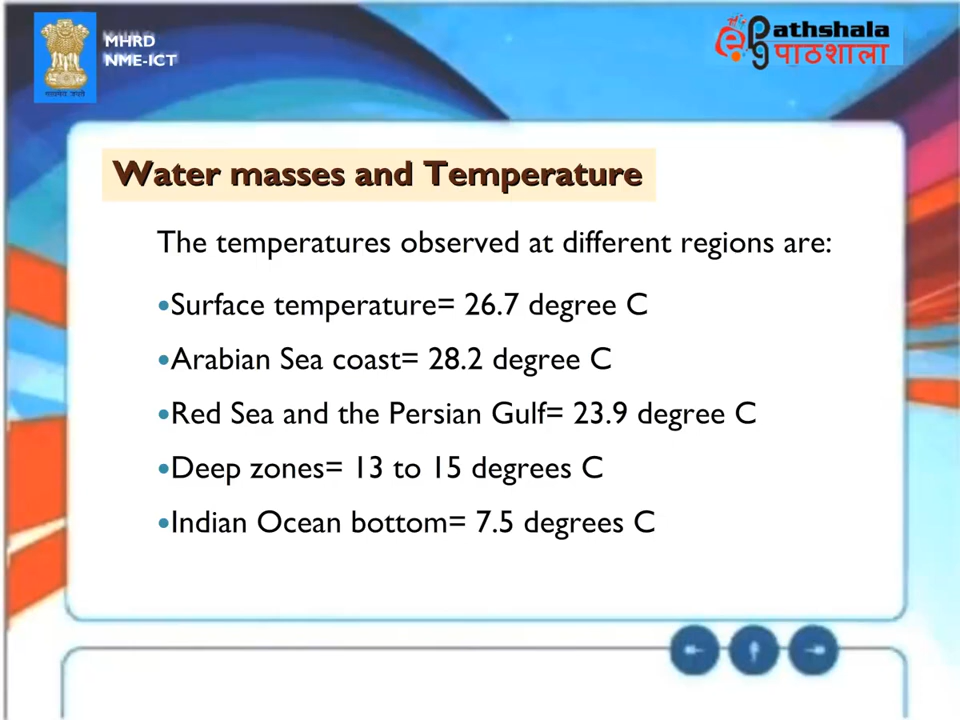 MHRD
NME-ICT
ePG Pathshala
पाठशाला
Water masses and Temperature
The temperatures observed at different regions are:
•Surface temperature= 26.7 degree C
•Arabian Sea coast= 28.2 degree C
•Red Sea and the Persian Gulf= 23.9 degree C
•Deep zones= 13 to 15 degrees C
•Indian Ocean bottom= 7.5 degrees C